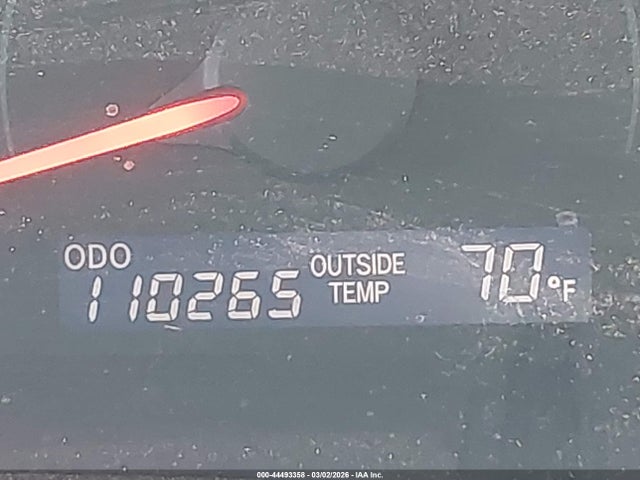 ODO
110265
OUTSIDE
TEMP
70°F
000-44493358 - 03/02/2026 - IAA Inc.